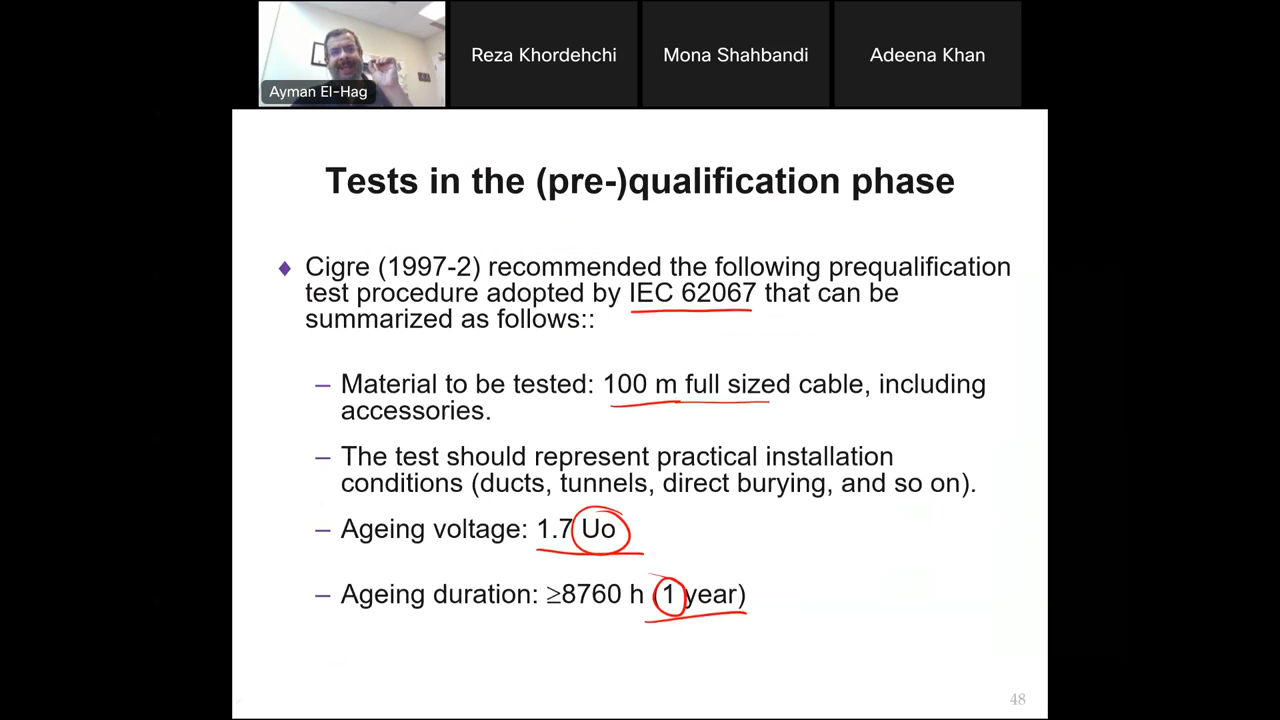 Ayman El-Hag
Reza Khordehchi
Mona Shahbandi
Adeena Khan
Tests in the (pre-)qualification phase
♦ Cigre (1997-2) recommended the following prequalification
test procedure adopted by IEC 62067 that can be
summarized as follows::
– Material to be tested: 100 m full sized cable, including
accessories.
– The test should represent practical installation
conditions (ducts, tunnels, direct burying, and so on).
– Ageing voltage: 1.7 Uo
– Ageing duration: ≥8760 h (1 year)
48